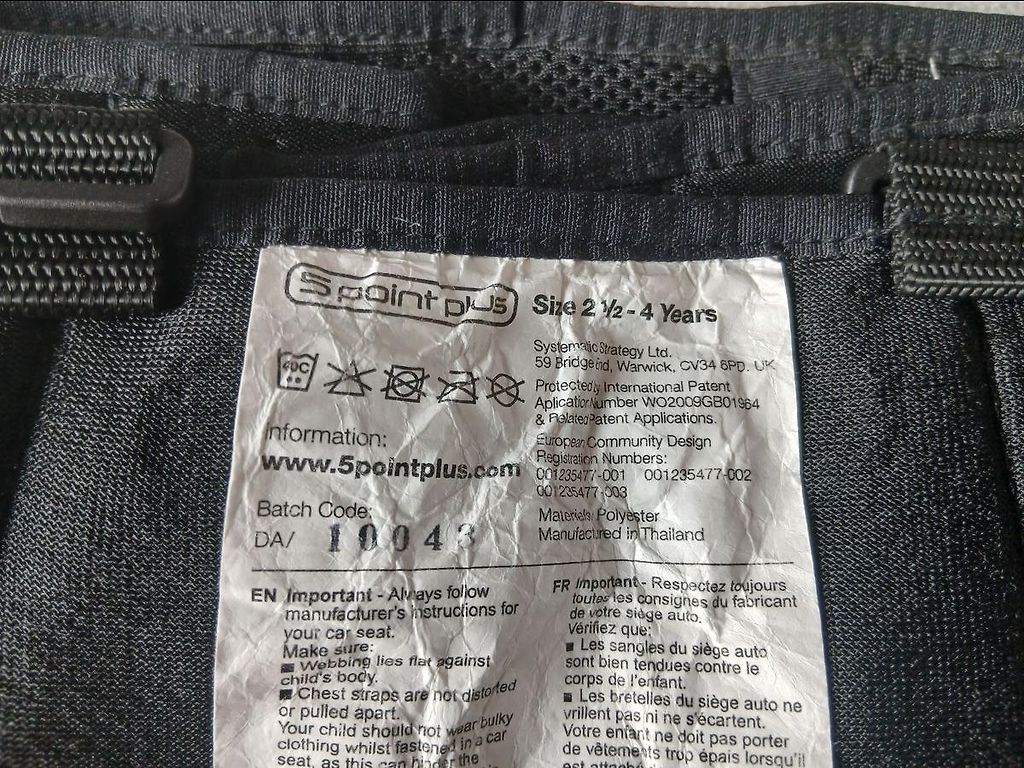 5 point plus
Size 2 ½ - 4 Years
40C
Systematic Strategy Ltd.
59 Bridge End, Warwick, CV34 6PD. UK
Protected by International Patent
Aplication Number WO2009GB01964
& Related Patent Applications.
European Community Design
Registration Numbers:
001235477-001 001235477-002
001235477-003
Materials: Polyester
Manufactured in Thailand
Information:
www.5pointplus.com
Batch Code:
DA/ 10043
EN Important - Always follow
manufacturer's instructions for
your car seat.
Make sure:
■ Webbing lies flat against
child's body.
■ Chest straps are not distorted
or pulled apart.
Your child should not wear bulky
clothing whilst fastened in a car
seat, as this can hinder the
FR Important - Respectez toujours
toutes les consignes du fabricant
de votre siège auto.
Vérifiez que:
■ Les sangles du siège auto
sont bien tendues contre le
corps de l'enfant.
■ Les bretelles du siège auto ne
vrillent pas ni ne s'écartent.
Votre enfant ne doit pas porter
de vêtements trop épais lorsqu'il
est attaché